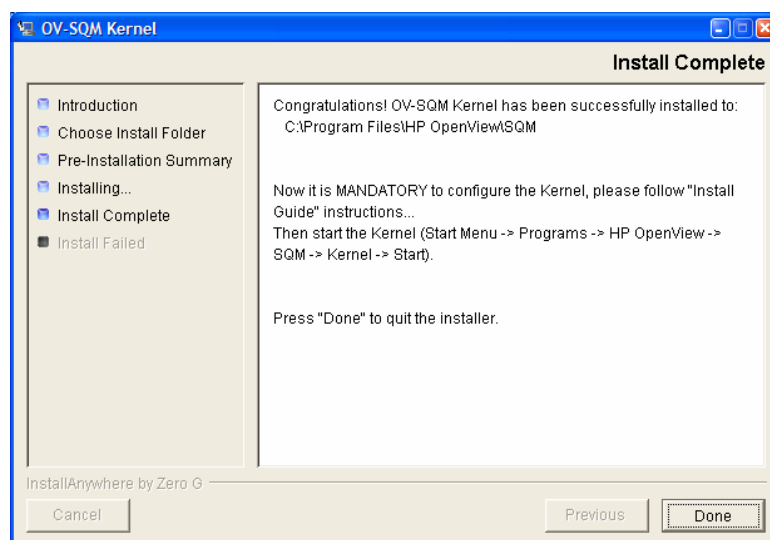 OV-SQM Kernel
Install Complete
Introduction
Choose Install Folder
Pre-Installation Summary
Installing...
Install Complete
Install Failed
Congratulations! OV-SQM Kernel has been successfully installed to:
C:\Program Files\HP OpenView\SQM
Now it is MANDATORY to configure the Kernel, please follow "Install
Guide" instructions...
Then start the Kernel (Start Menu -> Programs -> HP OpenView ->
SQM -> Kernel -> Start).
Press "Done" to quit the installer.
InstallAnywhere by Zero G
Cancel
Previous
Done